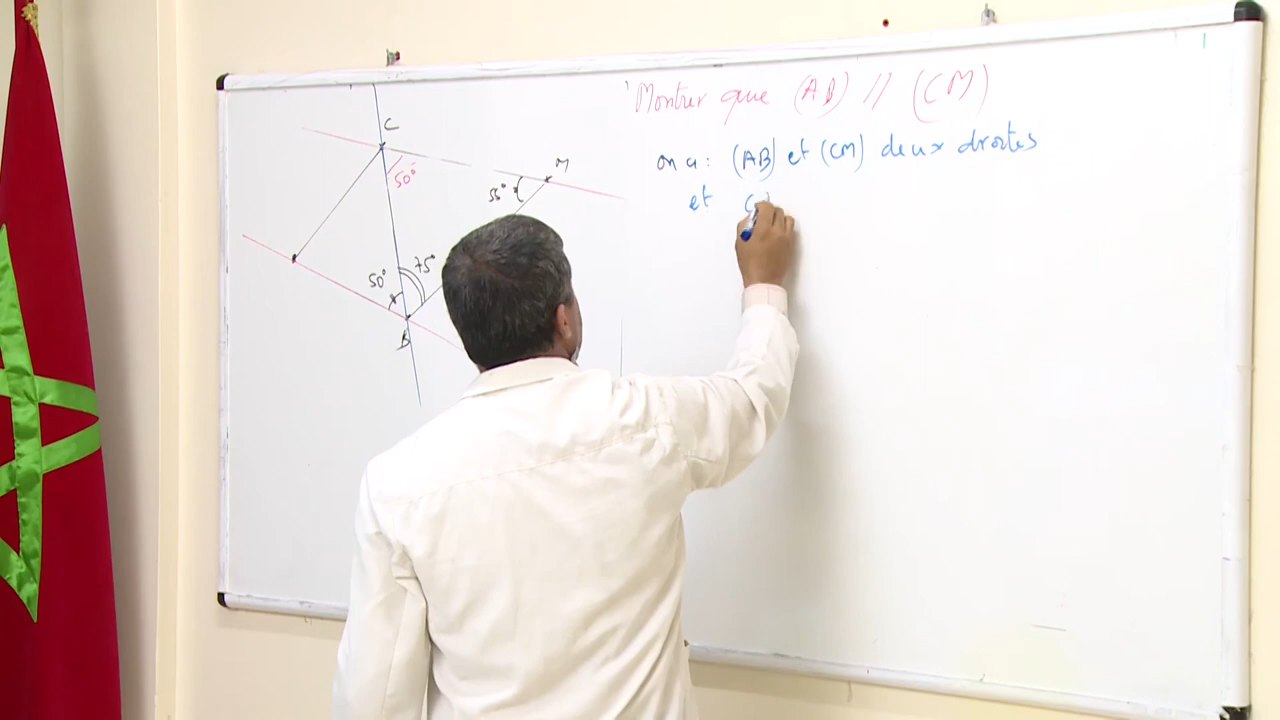 Montrer que (AB) // (CM)
on a : (AB) et (CM) deux droites
et
C
50°
M
55°
75°
50°
B